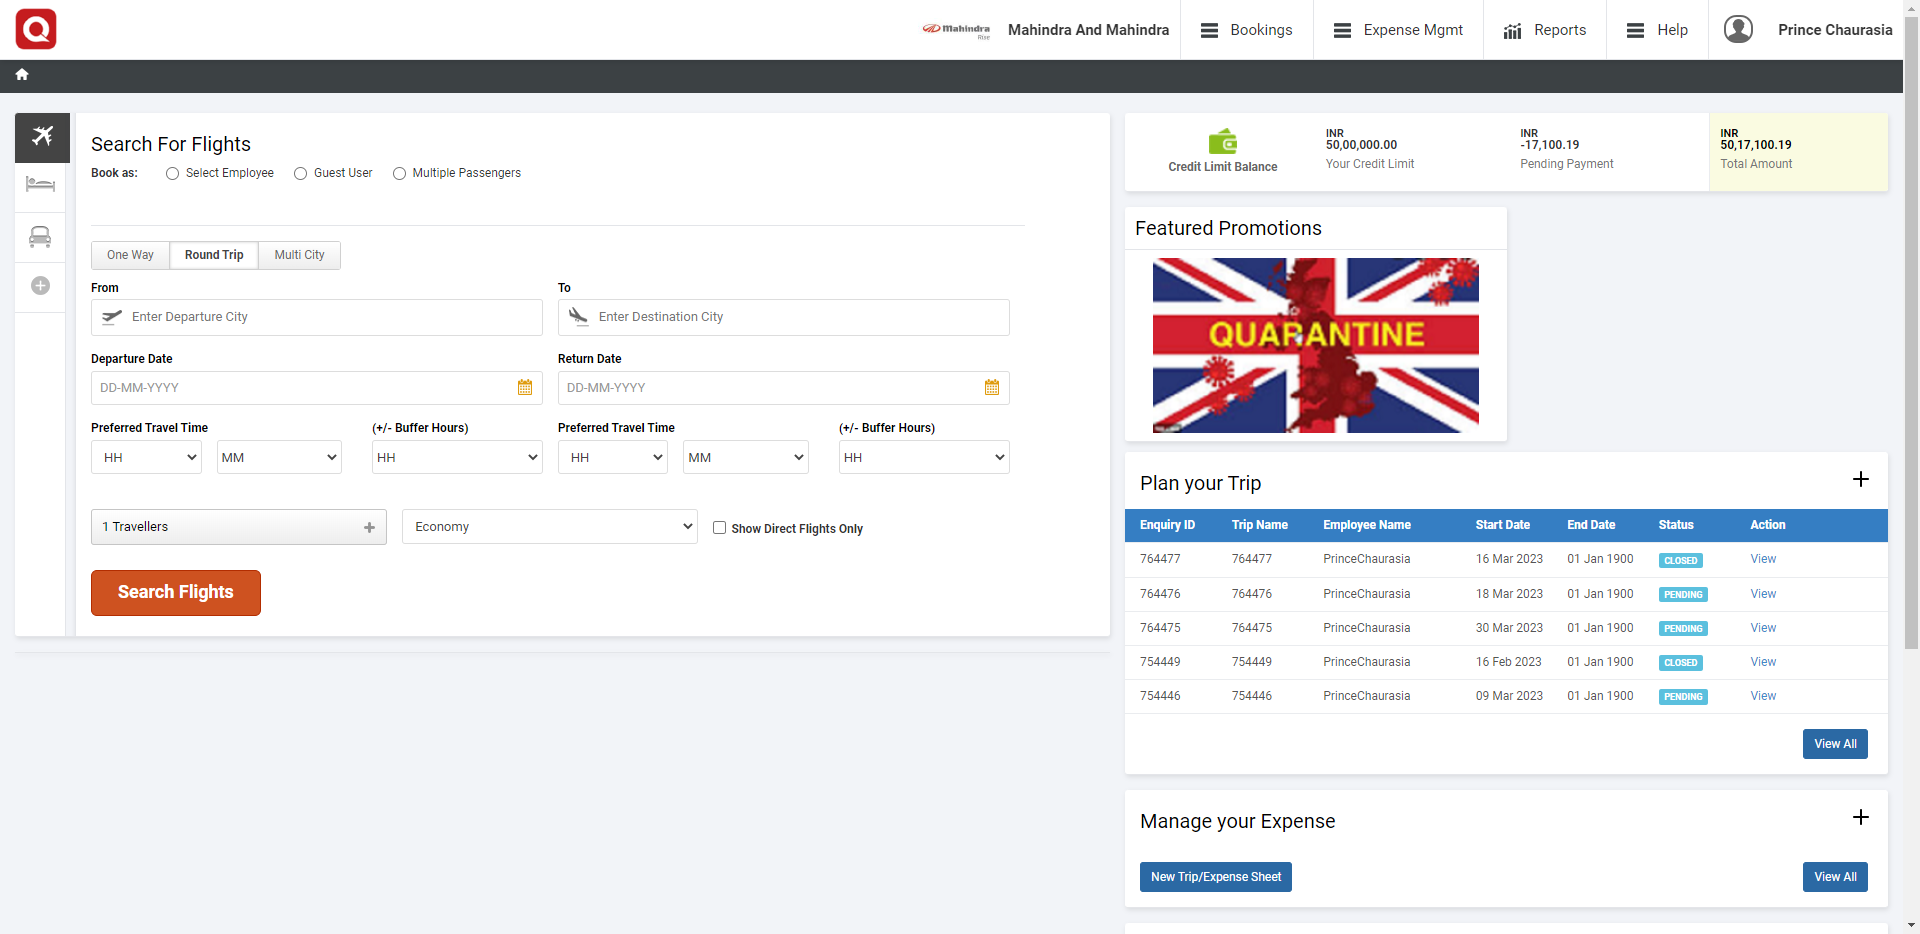 Q
Mahindra
Rise
Mahindra And Mahindra
Bookings
Expense Mgmt
Reports
Help
Prince Chaurasia
Search For Flights
Book as:
Select Employee
Guest User
Multiple Passengers
One Way
Round Trip
Multi City
From
To
Enter Departure City
Enter Destination City
Departure Date
Return Date
DD-MM-YYYY
DD-MM-YYYY
Preferred Travel Time
(+/- Buffer Hours)
Preferred Travel Time
(+/- Buffer Hours)
HH
MM
HH
HH
MM
HH
1 Travellers
Economy
Show Direct Flights Only
Search Flights
Credit Limit Balance
INR
50,00,000.00
Your Credit Limit
INR
-17,100.19
Pending Payment
INR
50,17,100.19
Total Amount
Featured Promotions
QUARANTINE
Plan your Trip
Enquiry ID Trip Name Employee Name Start Date End Date Status Action
764477 764477 PrinceChaurasia 16 Mar 2023 01 Jan 1900 CLOSED View
764476 764476 PrinceChaurasia 18 Mar 2023 01 Jan 1900 PENDING View
764475 764475 PrinceChaurasia 30 Mar 2023 01 Jan 1900 PENDING View
754449 754449 PrinceChaurasia 16 Feb 2023 01 Jan 1900 CLOSED View
754446 754446 PrinceChaurasia 09 Mar 2023 01 Jan 1900 PENDING View
View All
Manage your Expense
New Trip/Expense Sheet
View All